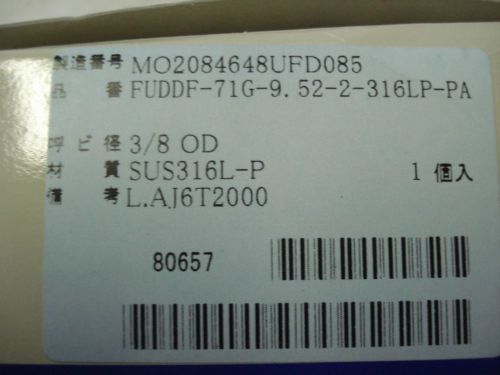 製造番号 MO2084648UFD085
品 番 FUDDF-71G-9.52-2-316LP-PA
呼ビ径 3/8 OD
材 質 SUS316L-P 1個入
備 考 L.AJ6T2000
80657